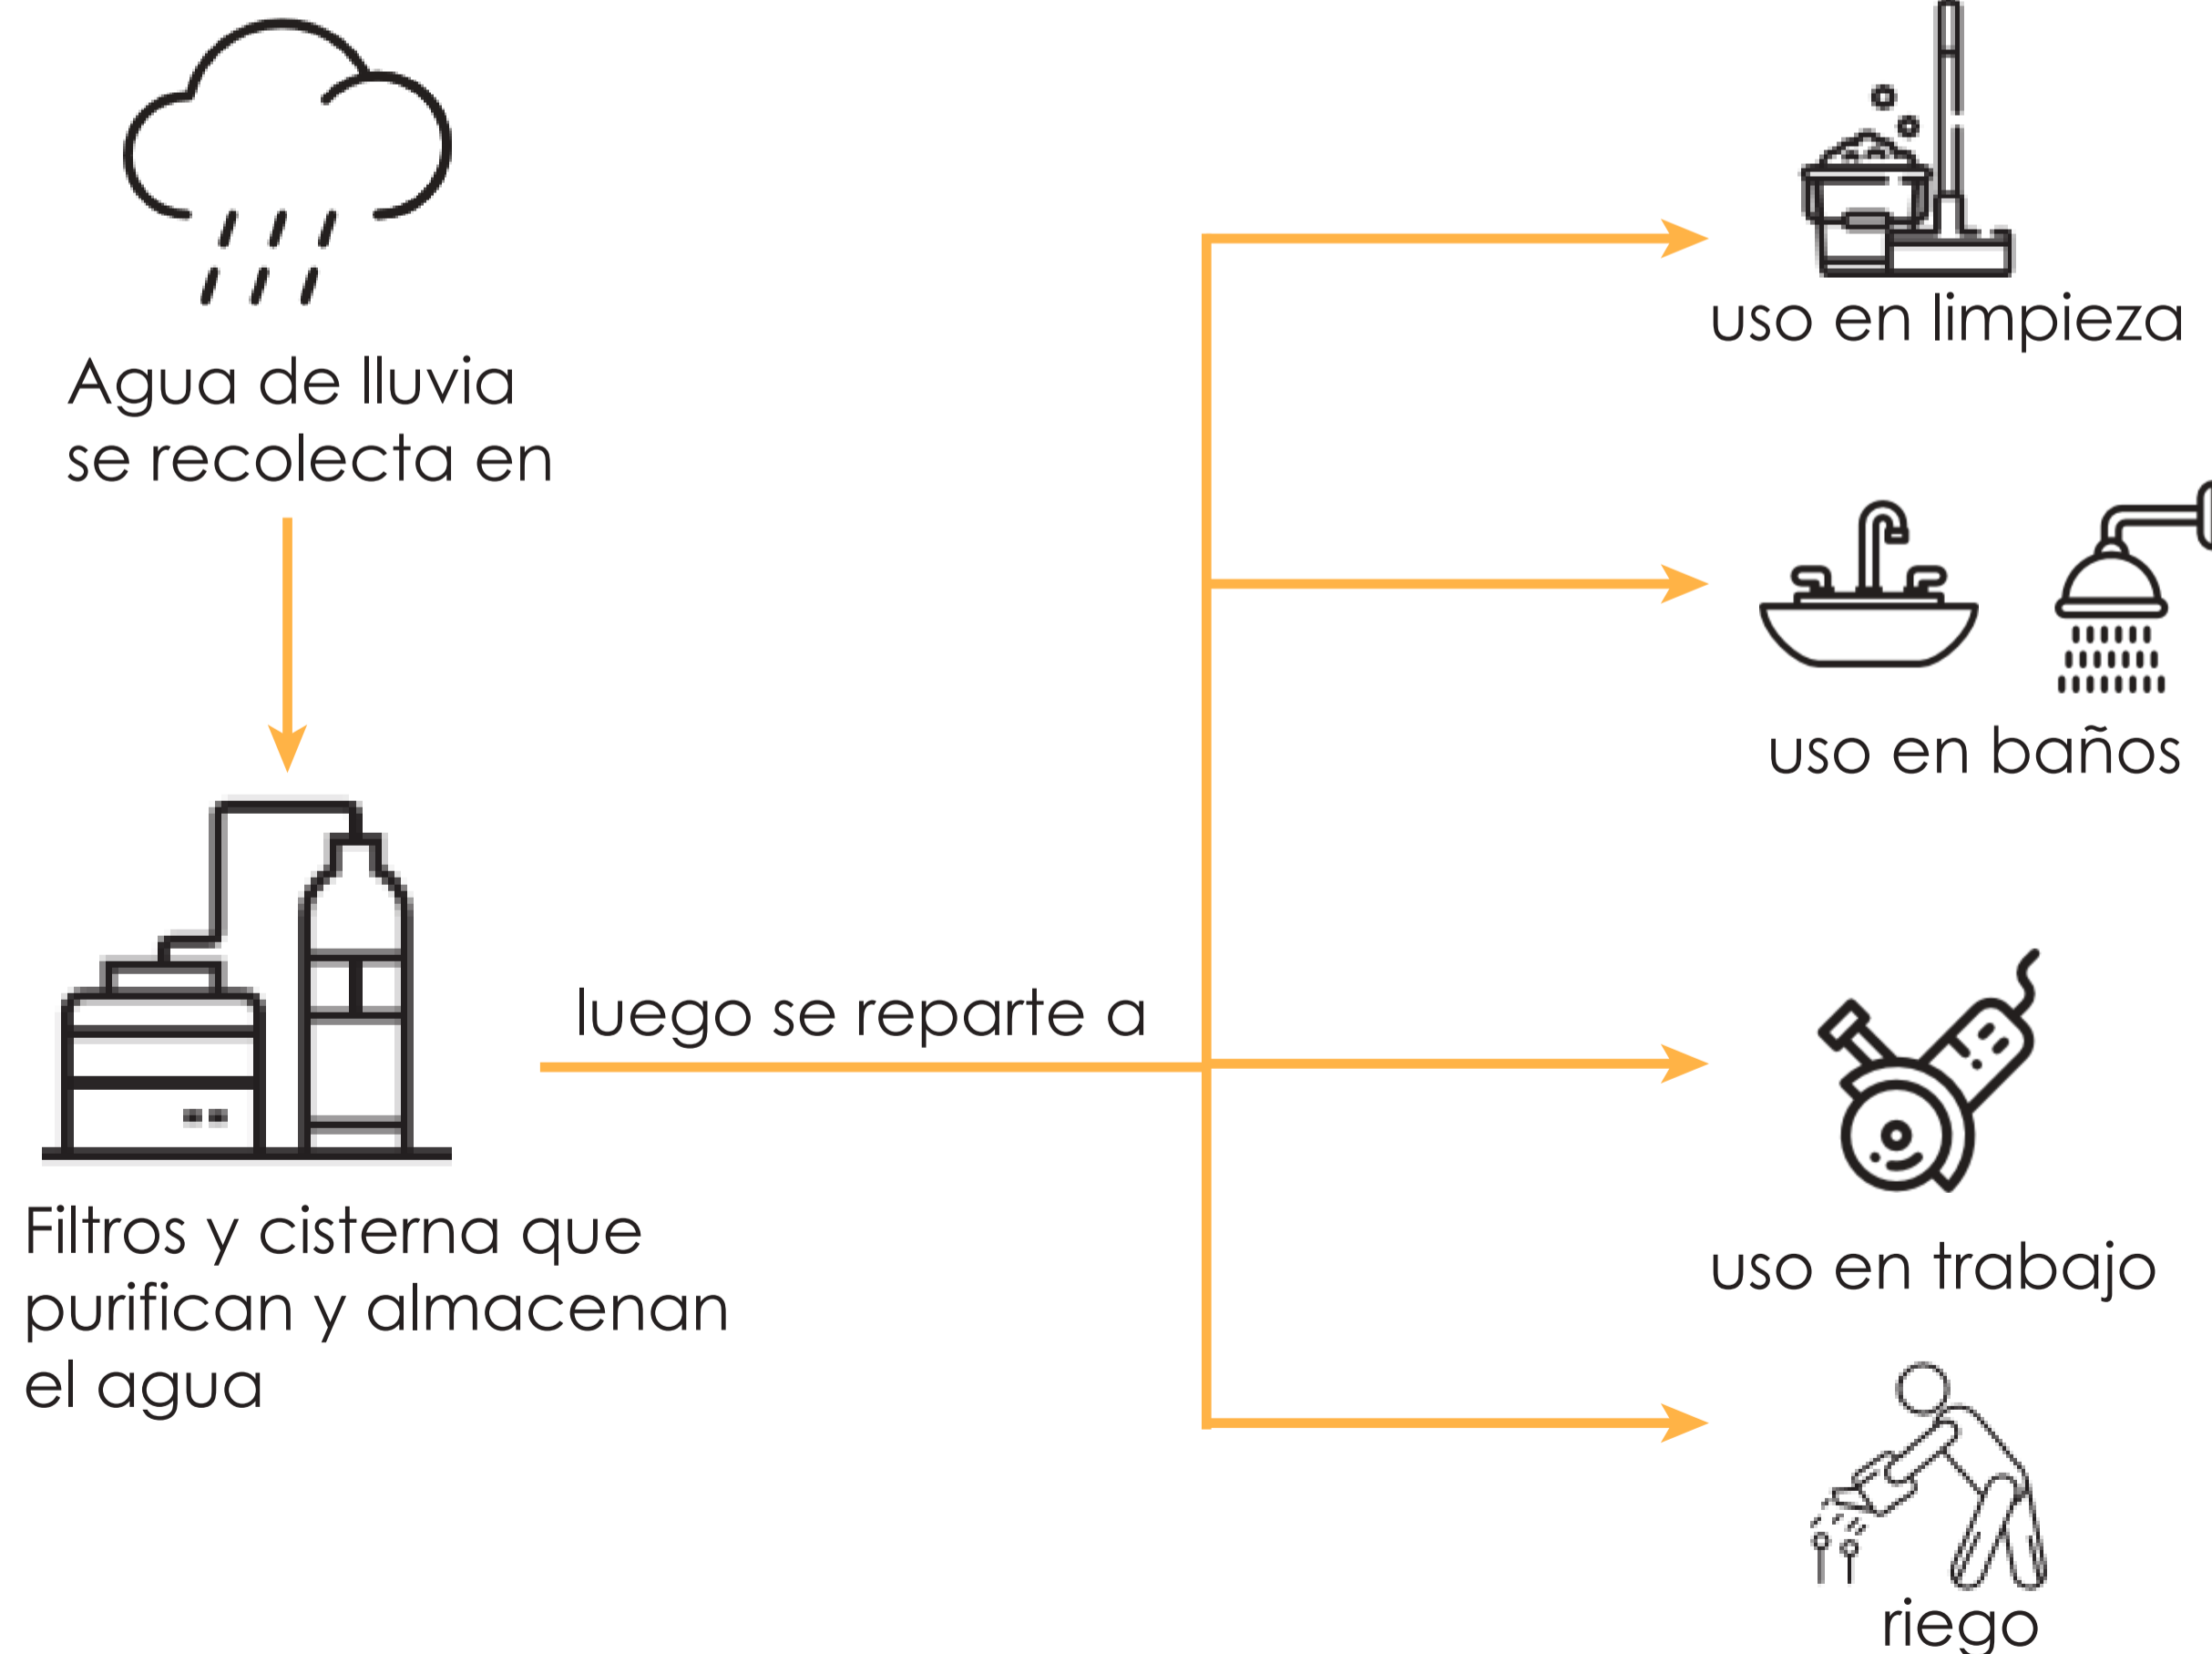 Agua de lluvia
se recolecta en
Filtros y cisterna que
purifican y almacenan
el agua
luego se reparte a
uso en limpieza
uso en baños
uso en trabajo
riego